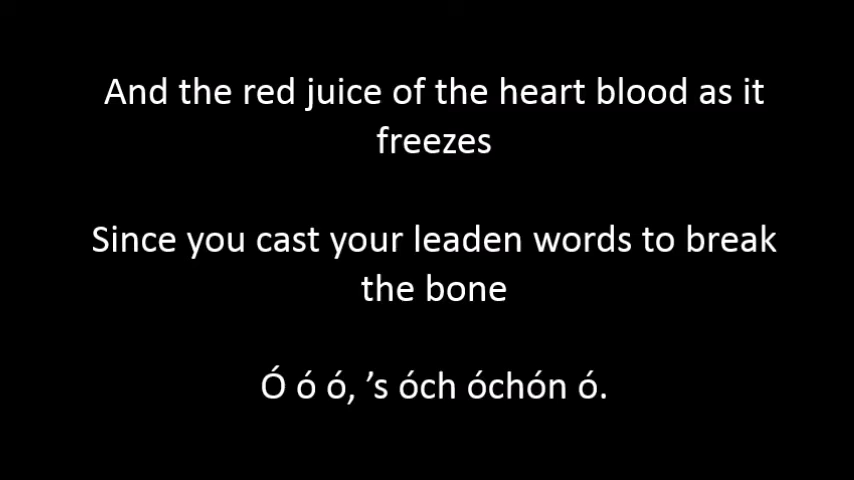 And the red juice of the heart blood as it
freezes
Since you cast your leaden words to break
the bone
Ó ó ó, ’s óch óchón ó.